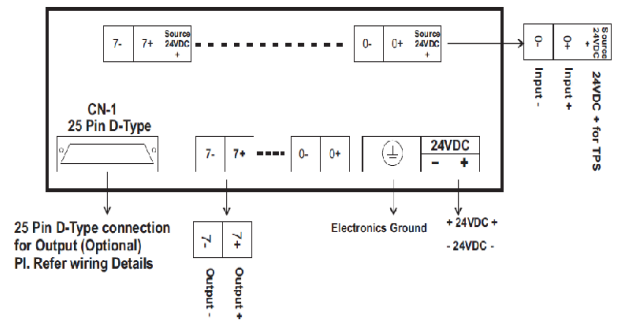 7- 7+ Source 24VDC + 0- 0+ Source 24VDC +
0- 0+ Source 24VDC +
Input - Input + 24VDC + for TPS
CN-1
25 Pin D-Type
7- 7+ 0- 0+
24VDC
- +
25 Pin D-Type connection
for Output (Optional)
Pl. Refer wiring Details
7- 7+
Output - Output +
Electronics Ground
+ 24VDC +
- 24VDC -